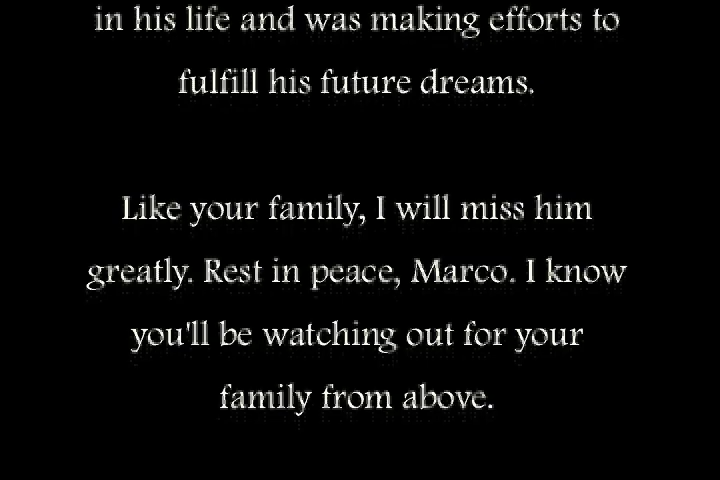 in his life and was making efforts to
fulfill his future dreams.
Like your family, I will miss him
greatly. Rest in peace, Marco. I know
you'll be watching out for your
family from above.